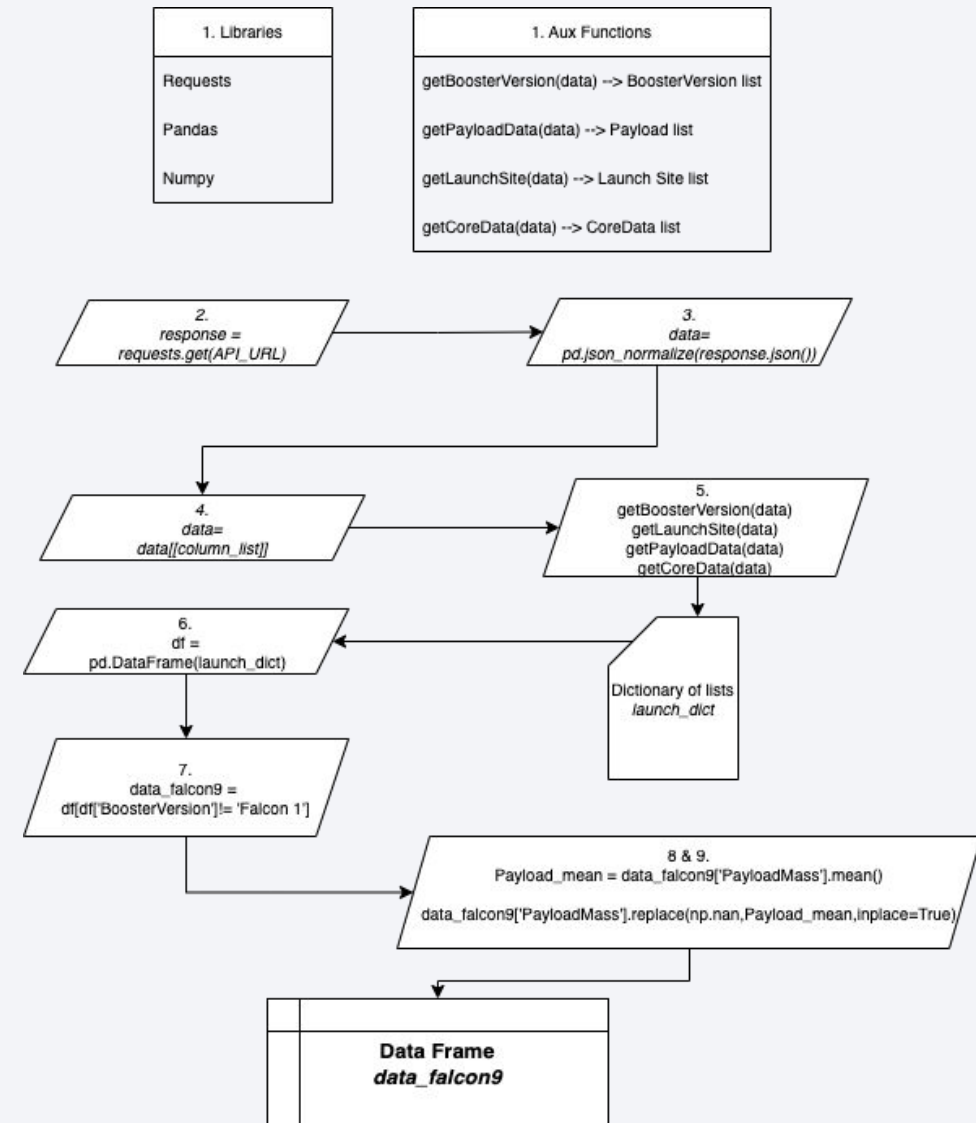 1. Libraries
Requests
Pandas
Numpy
1. Aux Functions
getBoosterVersion(data) --> BoosterVersion list
getPayloadData(data) --> Payload list
getLaunchSite(data) --> Launch Site list
getCoreData(data) --> CoreData list
2.
response =
requests.get(API_URL)
3.
data=
pd.json_normalize(response.json())
4.
data=
data[[column_list]]
5.
getBoosterVersion(data)
getLaunchSite(data)
getPayloadData(data)
getCoreData(data)
Dictionary of lists
launch_dict
6.
df =
pd.DataFrame(launch_dict)
7.
data_falcon9 =
df[df['BoosterVersion']!= 'Falcon 1']
8 & 9.
Payload_mean = data_falcon9['PayloadMass'].mean()
data_falcon9['PayloadMass'].replace(np.nan,Payload_mean,inplace=True)
Data Frame
data_falcon9